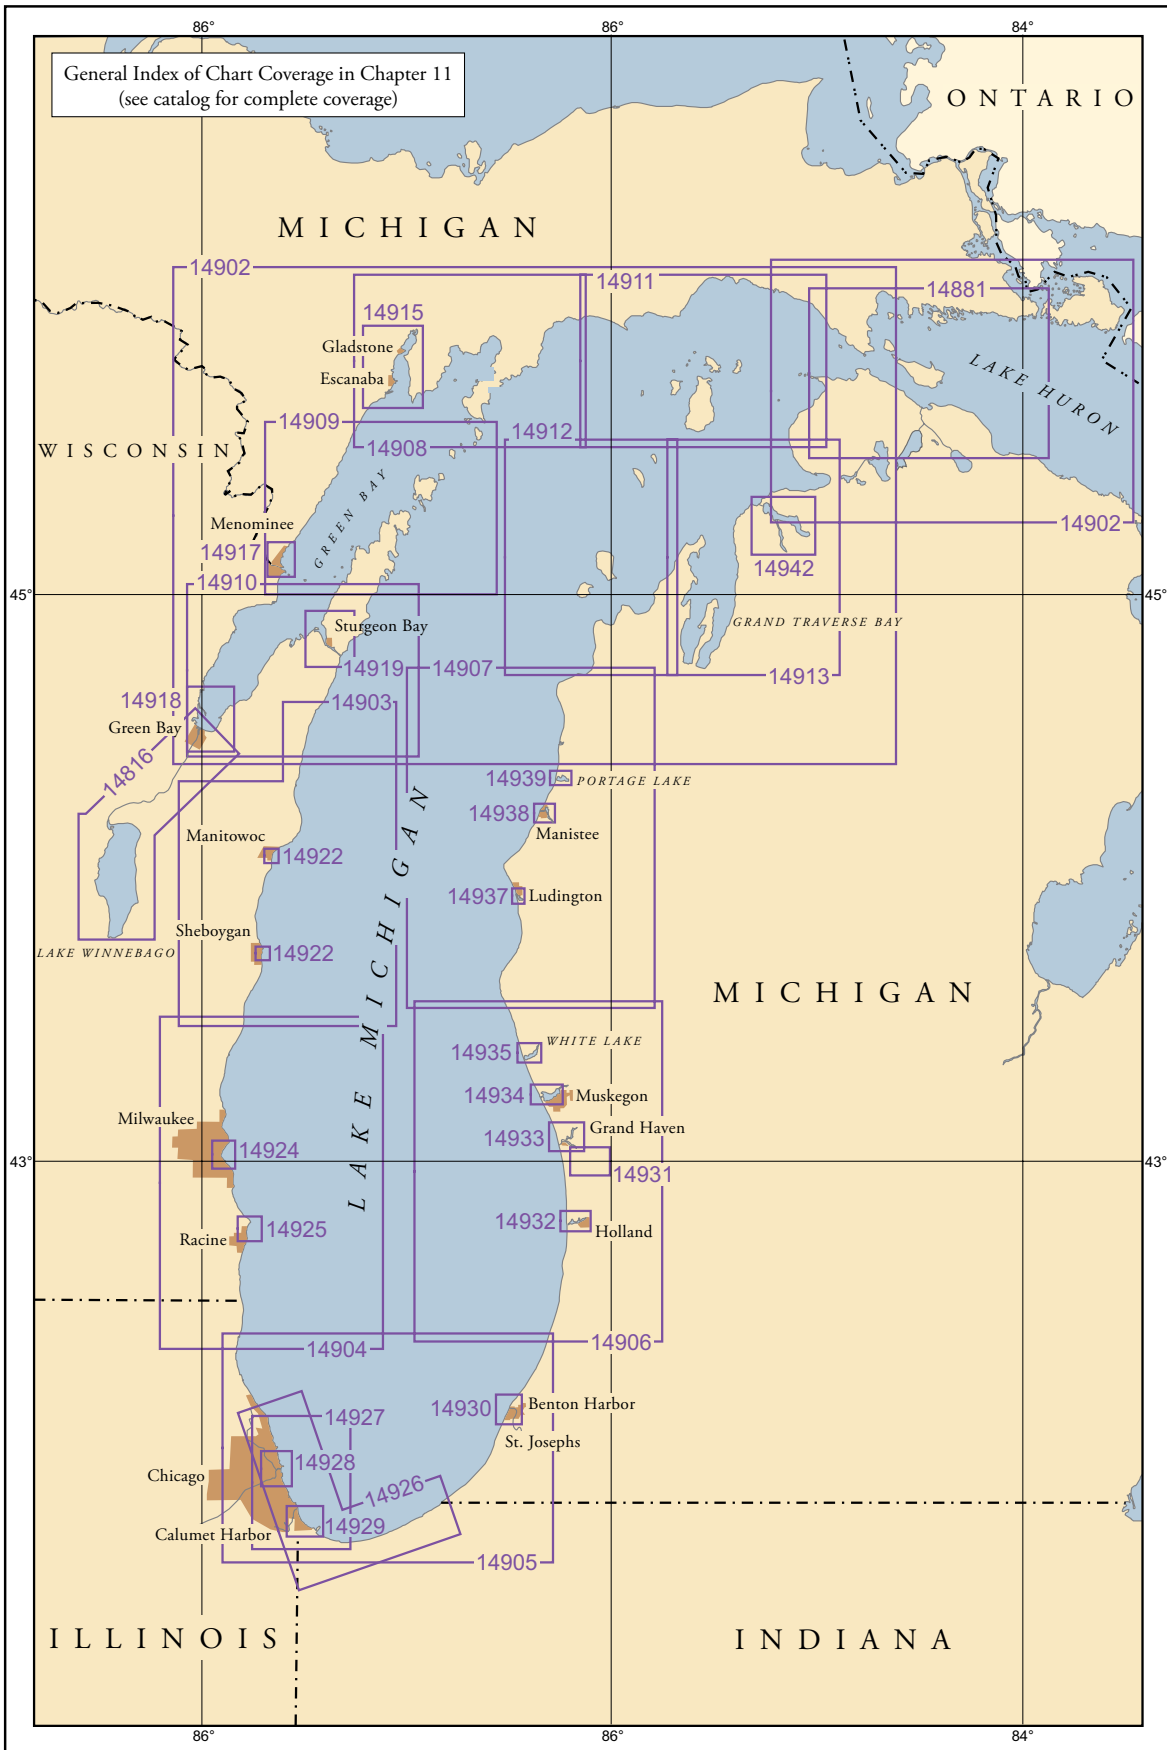 86°
86°
84°
General Index of Chart Coverage in Chapter 11
(see catalog for complete coverage)
ONTARIO
MICHIGAN
14902
14911
14881
14915
Gladstone
Escanaba
LAKE HURON
14909
14912
14908
WISCONSIN
GREEN BAY
Menominee
14917
14902
14942
14910
45°
45°
Sturgeon Bay
GRAND TRAVERSE BAY
14919
14907
14913
14918
14903
Green Bay
14816
14939
PORTAGE LAKE
14938
Manistee
Manitowoc
14922
14937
Ludington
Sheboygan
14922
LAKE WINNEBAGO
LAKE MICHIGAN
MICHIGAN
14935
WHITE LAKE
14934
Muskegon
Milwaukee
14933
Grand Haven
14924
43°
43°
14931
14932
Holland
14925
Racine
14904
14906
14930
Benton Harbor
St. Josephs
14927
14928
Chicago
14926
14929
Calumet Harbor
14905
ILLINOIS
INDIANA
86°
86°
84°